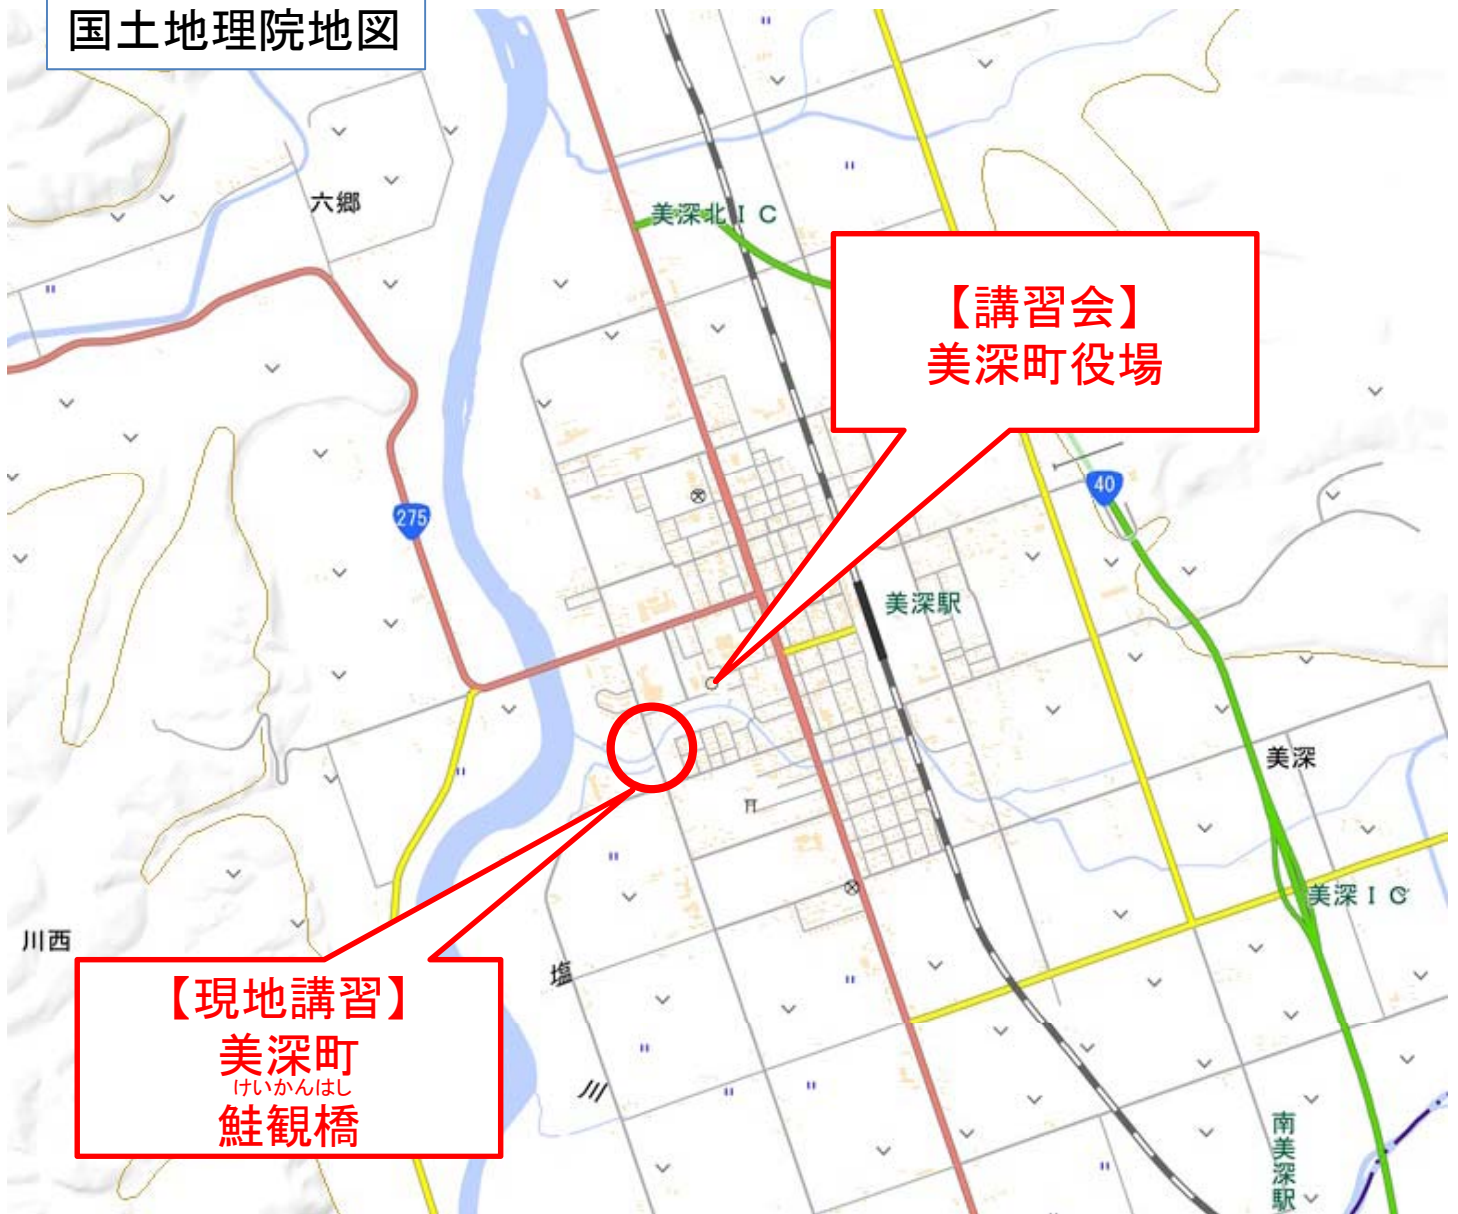 国土地理院地図
六郷
美深北IC
【講習会】
美深町役場
40
275
美深駅
美深
美深IC
川西
塩
川
【現地講習】
美深町
けいかんはし
鮭観橋
南美深駅